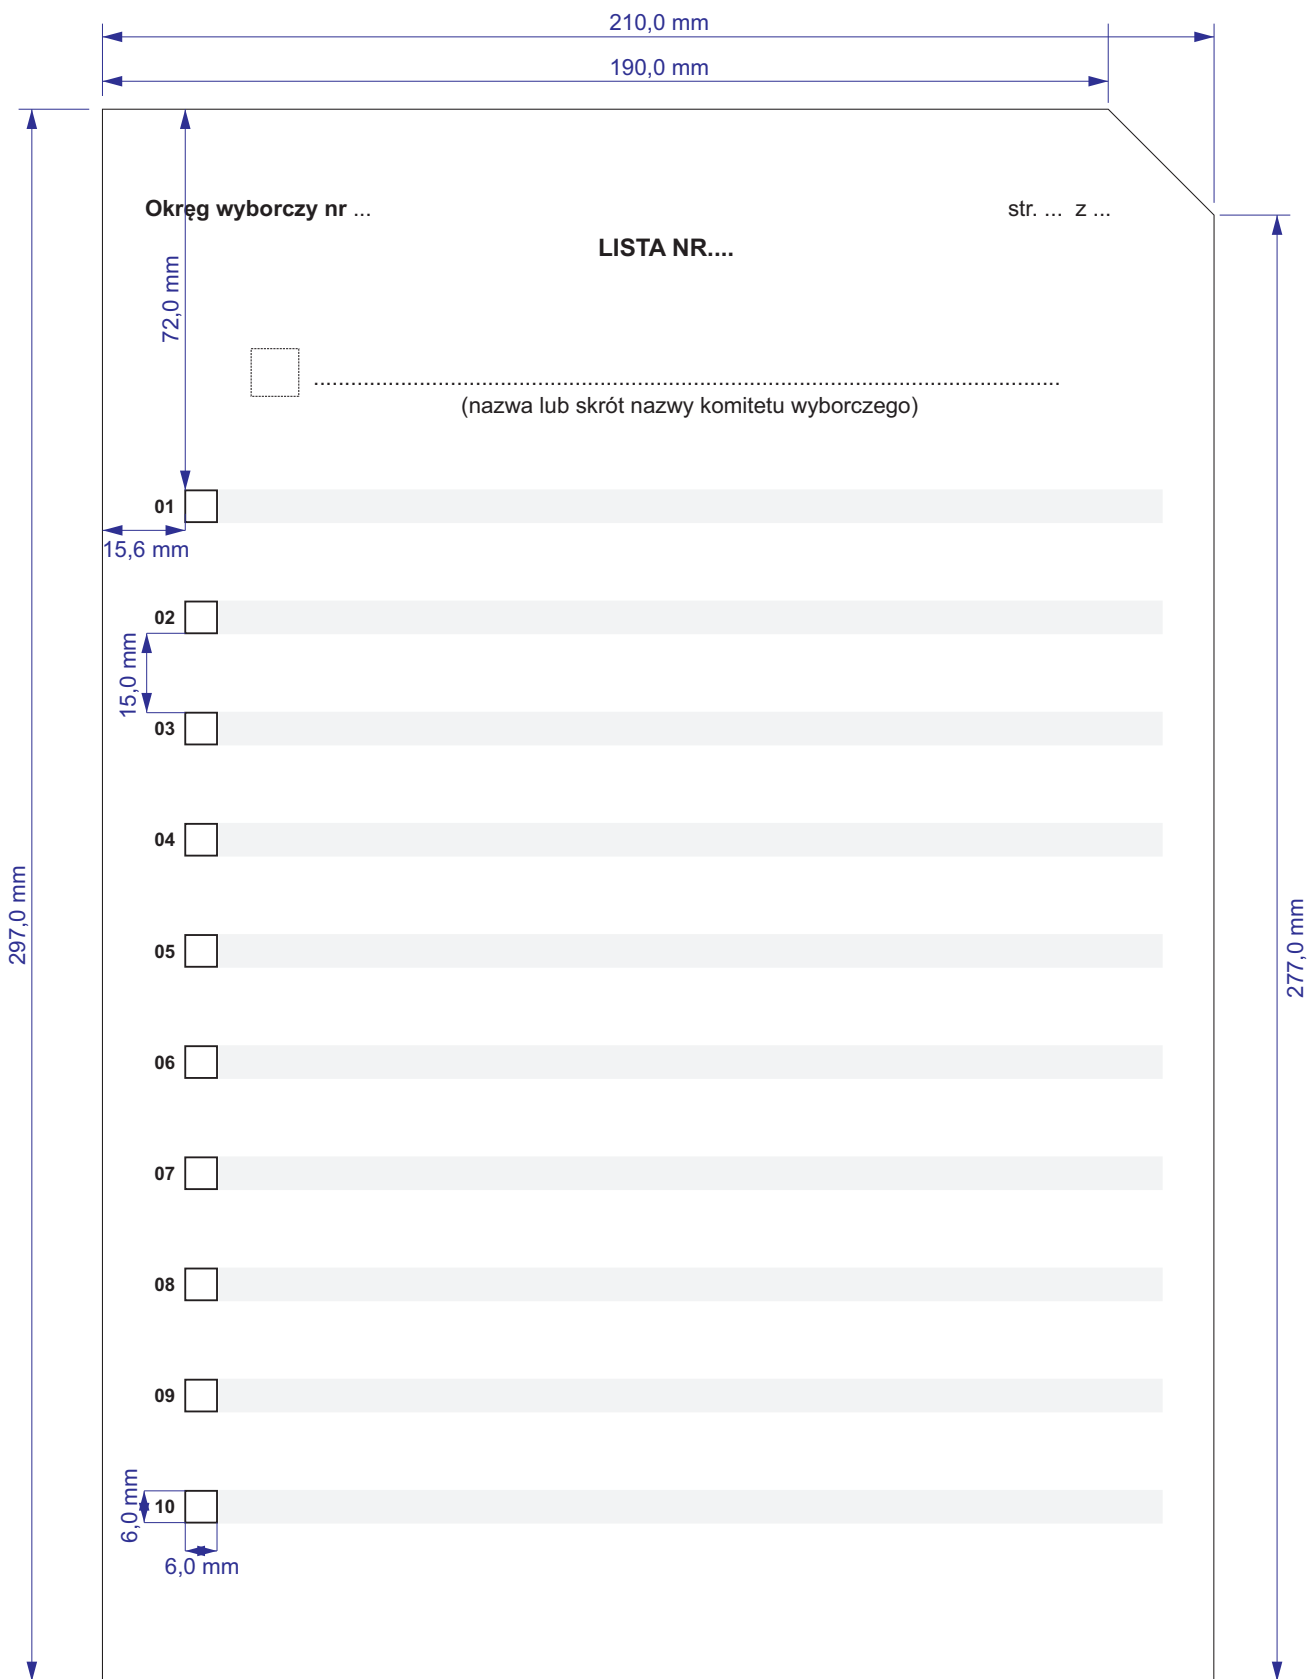 210,0 mm
190,0 mm
Okręg wyborczy nr ... str. ... z ...
LISTA NR....
72,0 mm
..........................................................................................................................
(nazwa lub skrót nazwy komitetu wyborczego)
01
15,6 mm
02
15,0 mm
03
04
297,0 mm
277,0 mm
05
06
07
08
09
10
6,0 mm
6,0 mm